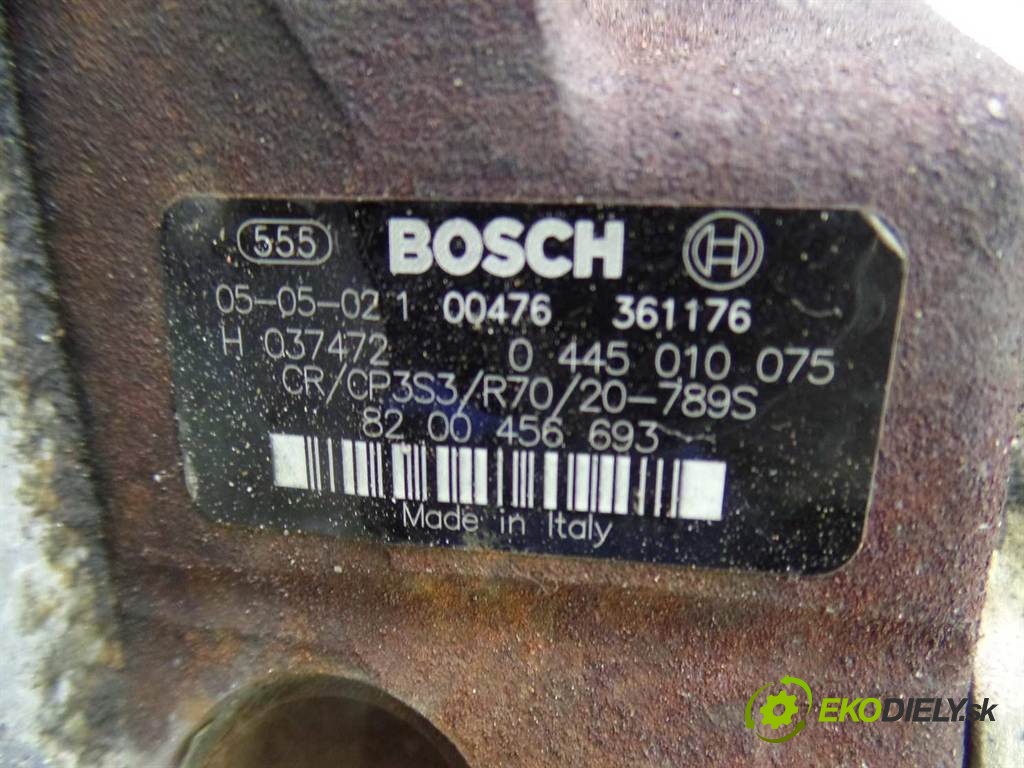 555 BOSCH
05-05-02 1 00476 361176
H 037472 0 445 010 075
CR/CP3S3/R70/20-789S
82 00 456 693
Made in Italy
EKODIELY.sk